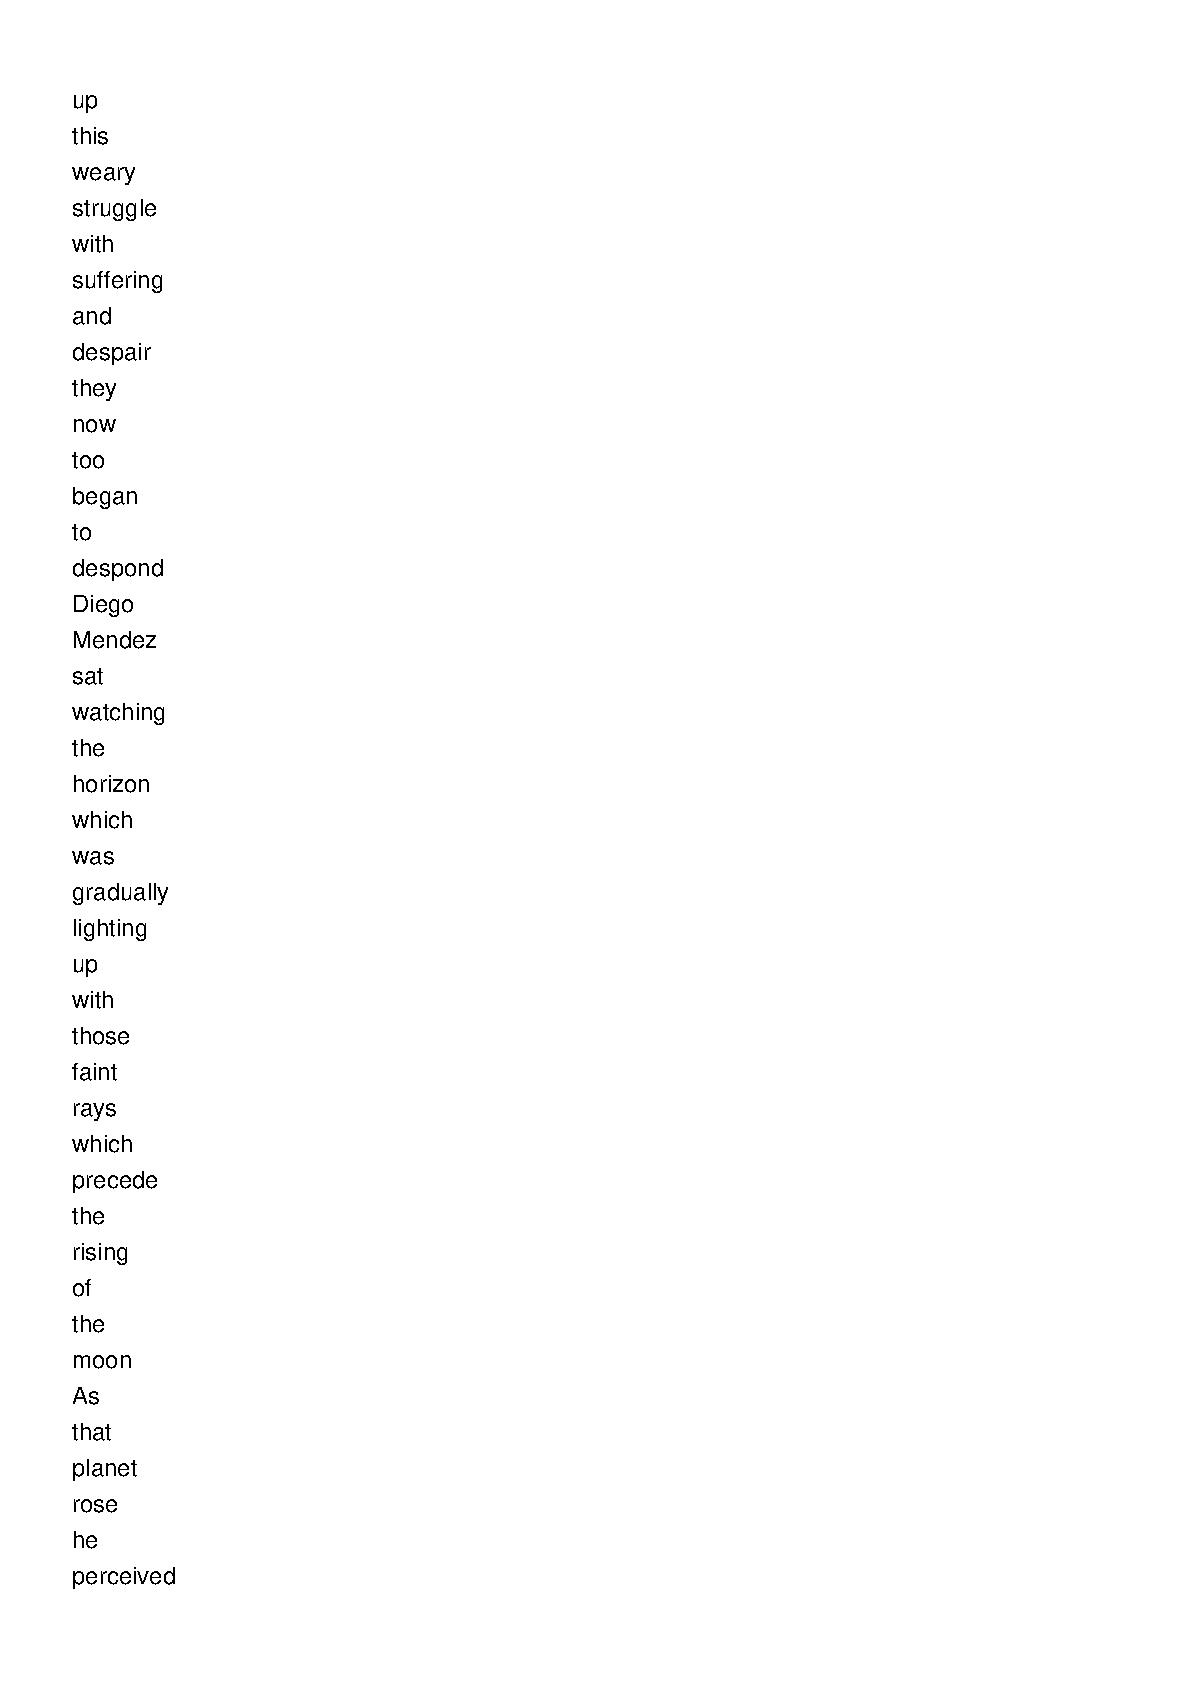 up
this
weary
struggle
with
suffering
and
despair
they
now
too
began
to
despond
Diego
Mendez
sat
watching
the
horizon
which
was
gradually
lighting
up
with
those
faint
rays
which
precede
the
rising
of
the
moon
As
that
planet
rose
he
perceived